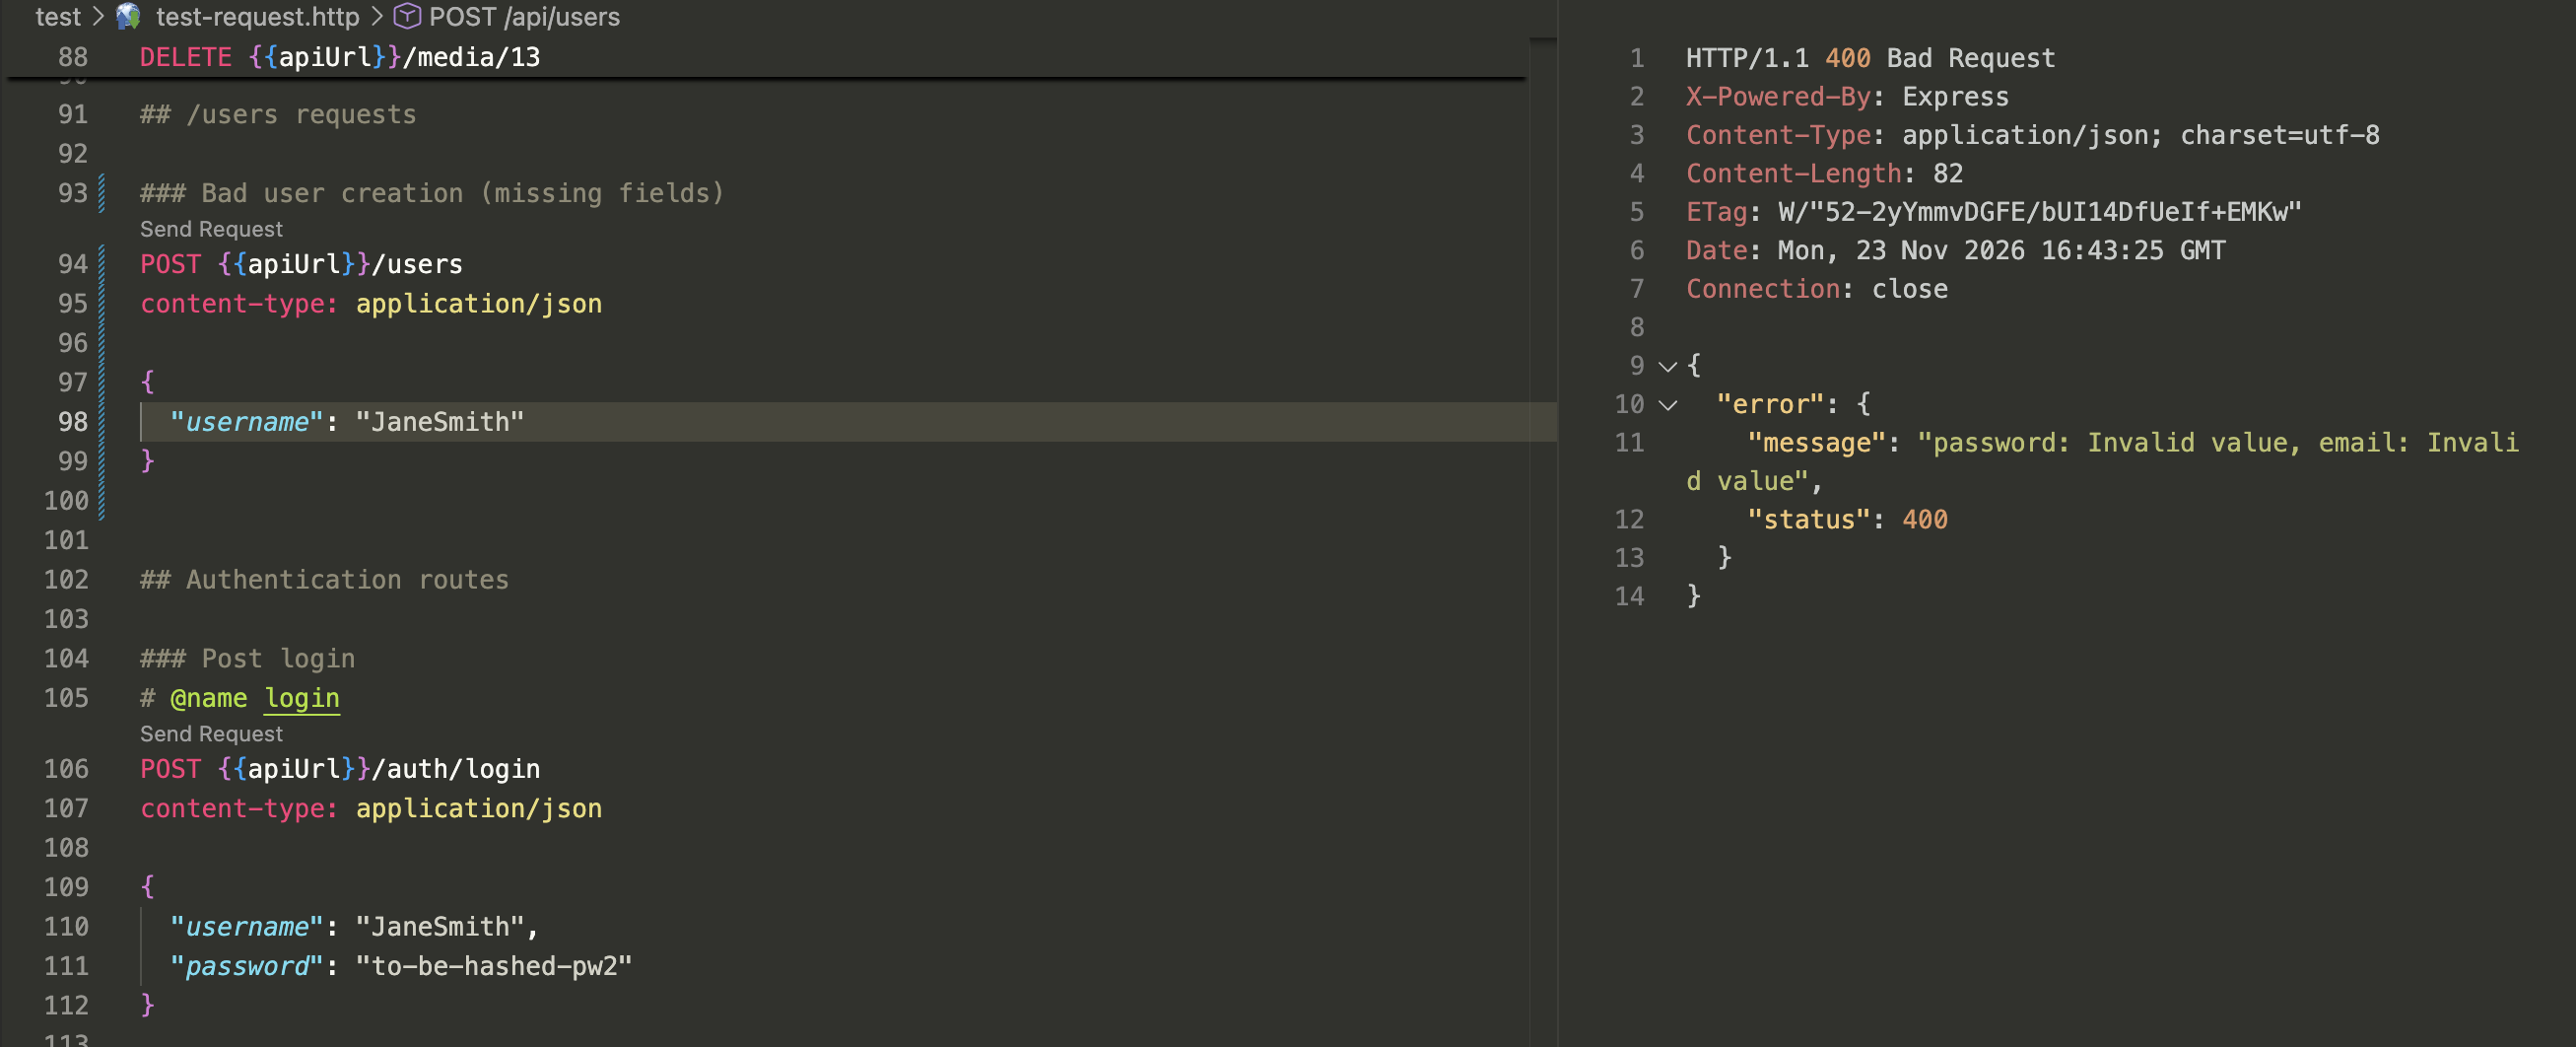 test > test-request.http > POST /api/users
88 DELETE {{apiUrl}}/media/13
91 ## /users requests
92
93 ### Bad user creation (missing fields)
Send Request
94 POST {{apiUrl}}/users
95 content-type: application/json
96
97 {
98 "username": "JaneSmith"
99 }
100
101
102 ## Authentication routes
103
104 ### Post login
105 # @name login
Send Request
106 POST {{apiUrl}}/auth/login
107 content-type: application/json
108
109 {
110 "username": "JaneSmith",
111 "password": "to-be-hashed-pw2"
112 }
113
1 HTTP/1.1 400 Bad Request
2 X-Powered-By: Express
3 Content-Type: application/json; charset=utf-8
4 Content-Length: 82
5 ETag: W/"52-2yYmmvDGFE/bUI14DfUeIf+EMKw"
6 Date: Mon, 23 Nov 2026 16:43:25 GMT
7 Connection: close
8
9 {
10 "error": {
11 "message": "password: Invalid value, email: Invali
d value",
12 "status": 400
13 }
14 }